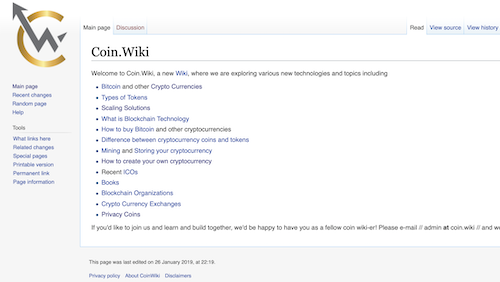 Main page Discussion Read View source View history
Coin.Wiki
Welcome to Coin.Wiki, a new Wiki, where we are exploring various new technologies and topics including
Bitcoin and other Crypto Currencies
Types of Tokens
Scaling Solutions
What is Blockchain Technology
How to buy Bitcoin and other cryptocurrencies
Difference between cryptocurrency coins and tokens
Mining and Storing your cryptocurrency
How to create your own cryptocurrency
Recent ICOs
Books
Blockchain Organizations
Crypto Currency Exchanges
Privacy Coins
If you'd like to join us and learn and build together, we'd be happy to have you as a fellow coin wiki-er! Please e-mail // admin at coin.wiki // and
Main page
Recent changes
Random page
Help
Tools
What links here
Related changes
Special pages
Printable version
Permanent link
Page information
This page was last edited on 26 January 2019, at 22:19.
Privacy policy About CoinWiki Disclaimers